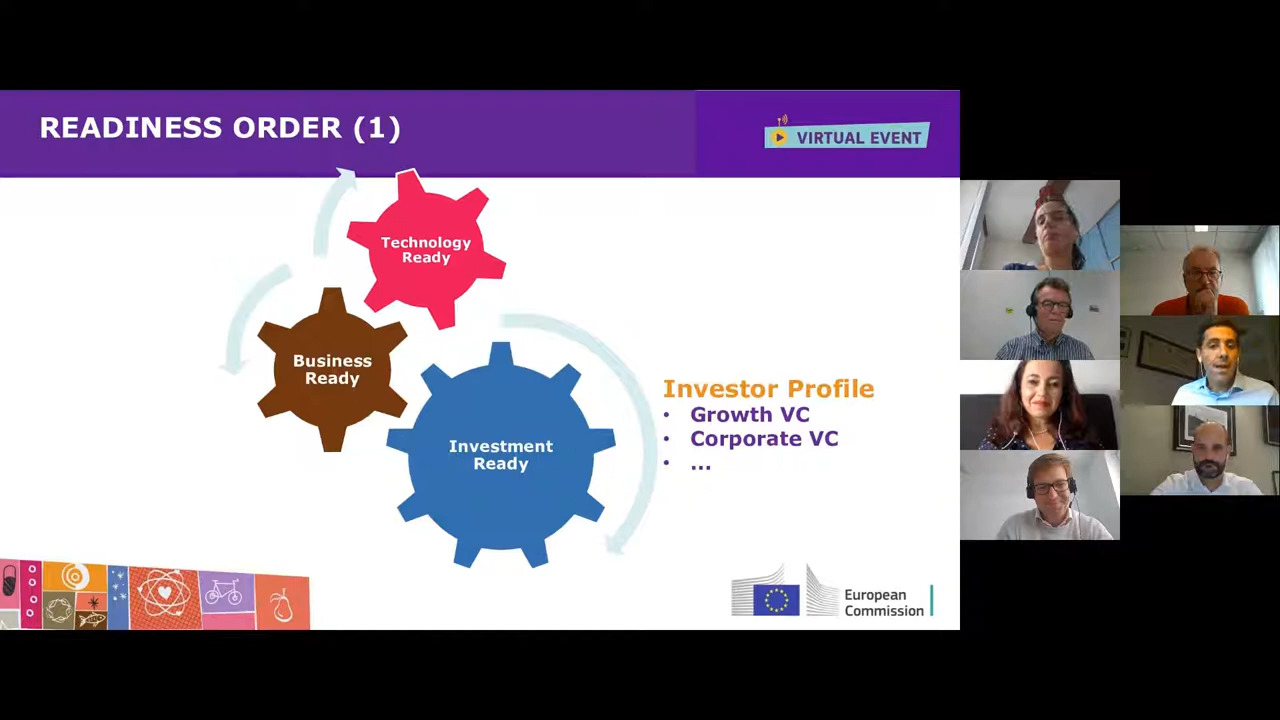 READINESS ORDER (1)
VIRTUAL EVENT
Technology
Ready
Business
Ready
Investment
Ready
Investor Profile
• Growth VC
• Corporate VC
• ...
European
Commission